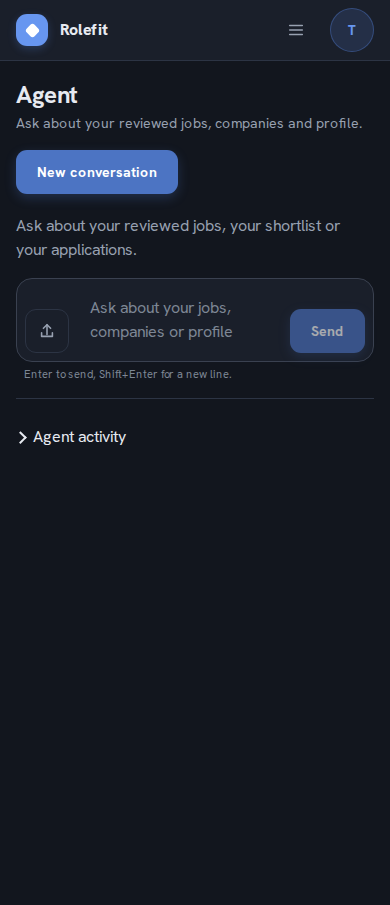 Rolefit
T
Agent
Ask about your reviewed jobs, companies and profile.
New conversation
Ask about your reviewed jobs, your shortlist or
your applications.
Ask about your jobs,
companies or profile
Send
Enter to send, Shift+Enter for a new line.
Agent activity